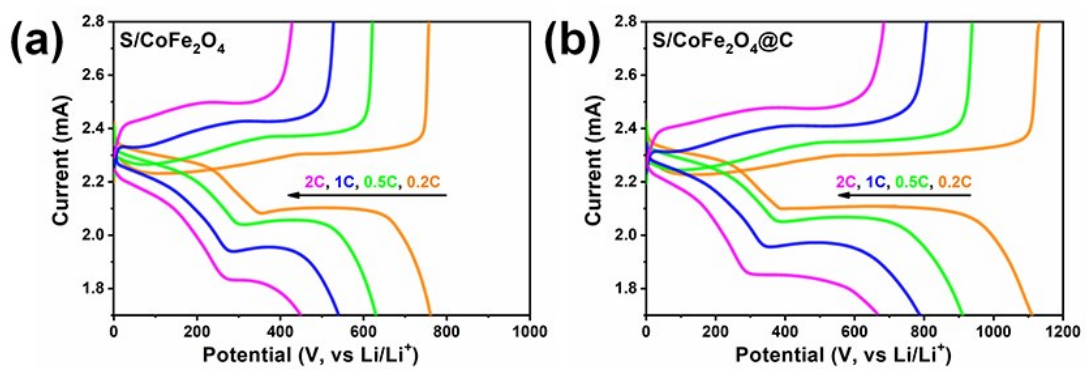 (a)
S/CoFe₂O₄
2C, 1C, 0.5C, 0.2C
Current (mA)
2.8
2.6
2.4
2.2
2.0
1.8
0 200 400 600 800 1000
Potential (V, vs Li/Li⁺)
(b)
S/CoFe₂O₄@C
2C, 1C, 0.5C, 0.2C
Current (mA)
2.8
2.6
2.4
2.2
2.0
1.8
0 200 400 600 800 1000 1200
Potential (V, vs Li/Li⁺)